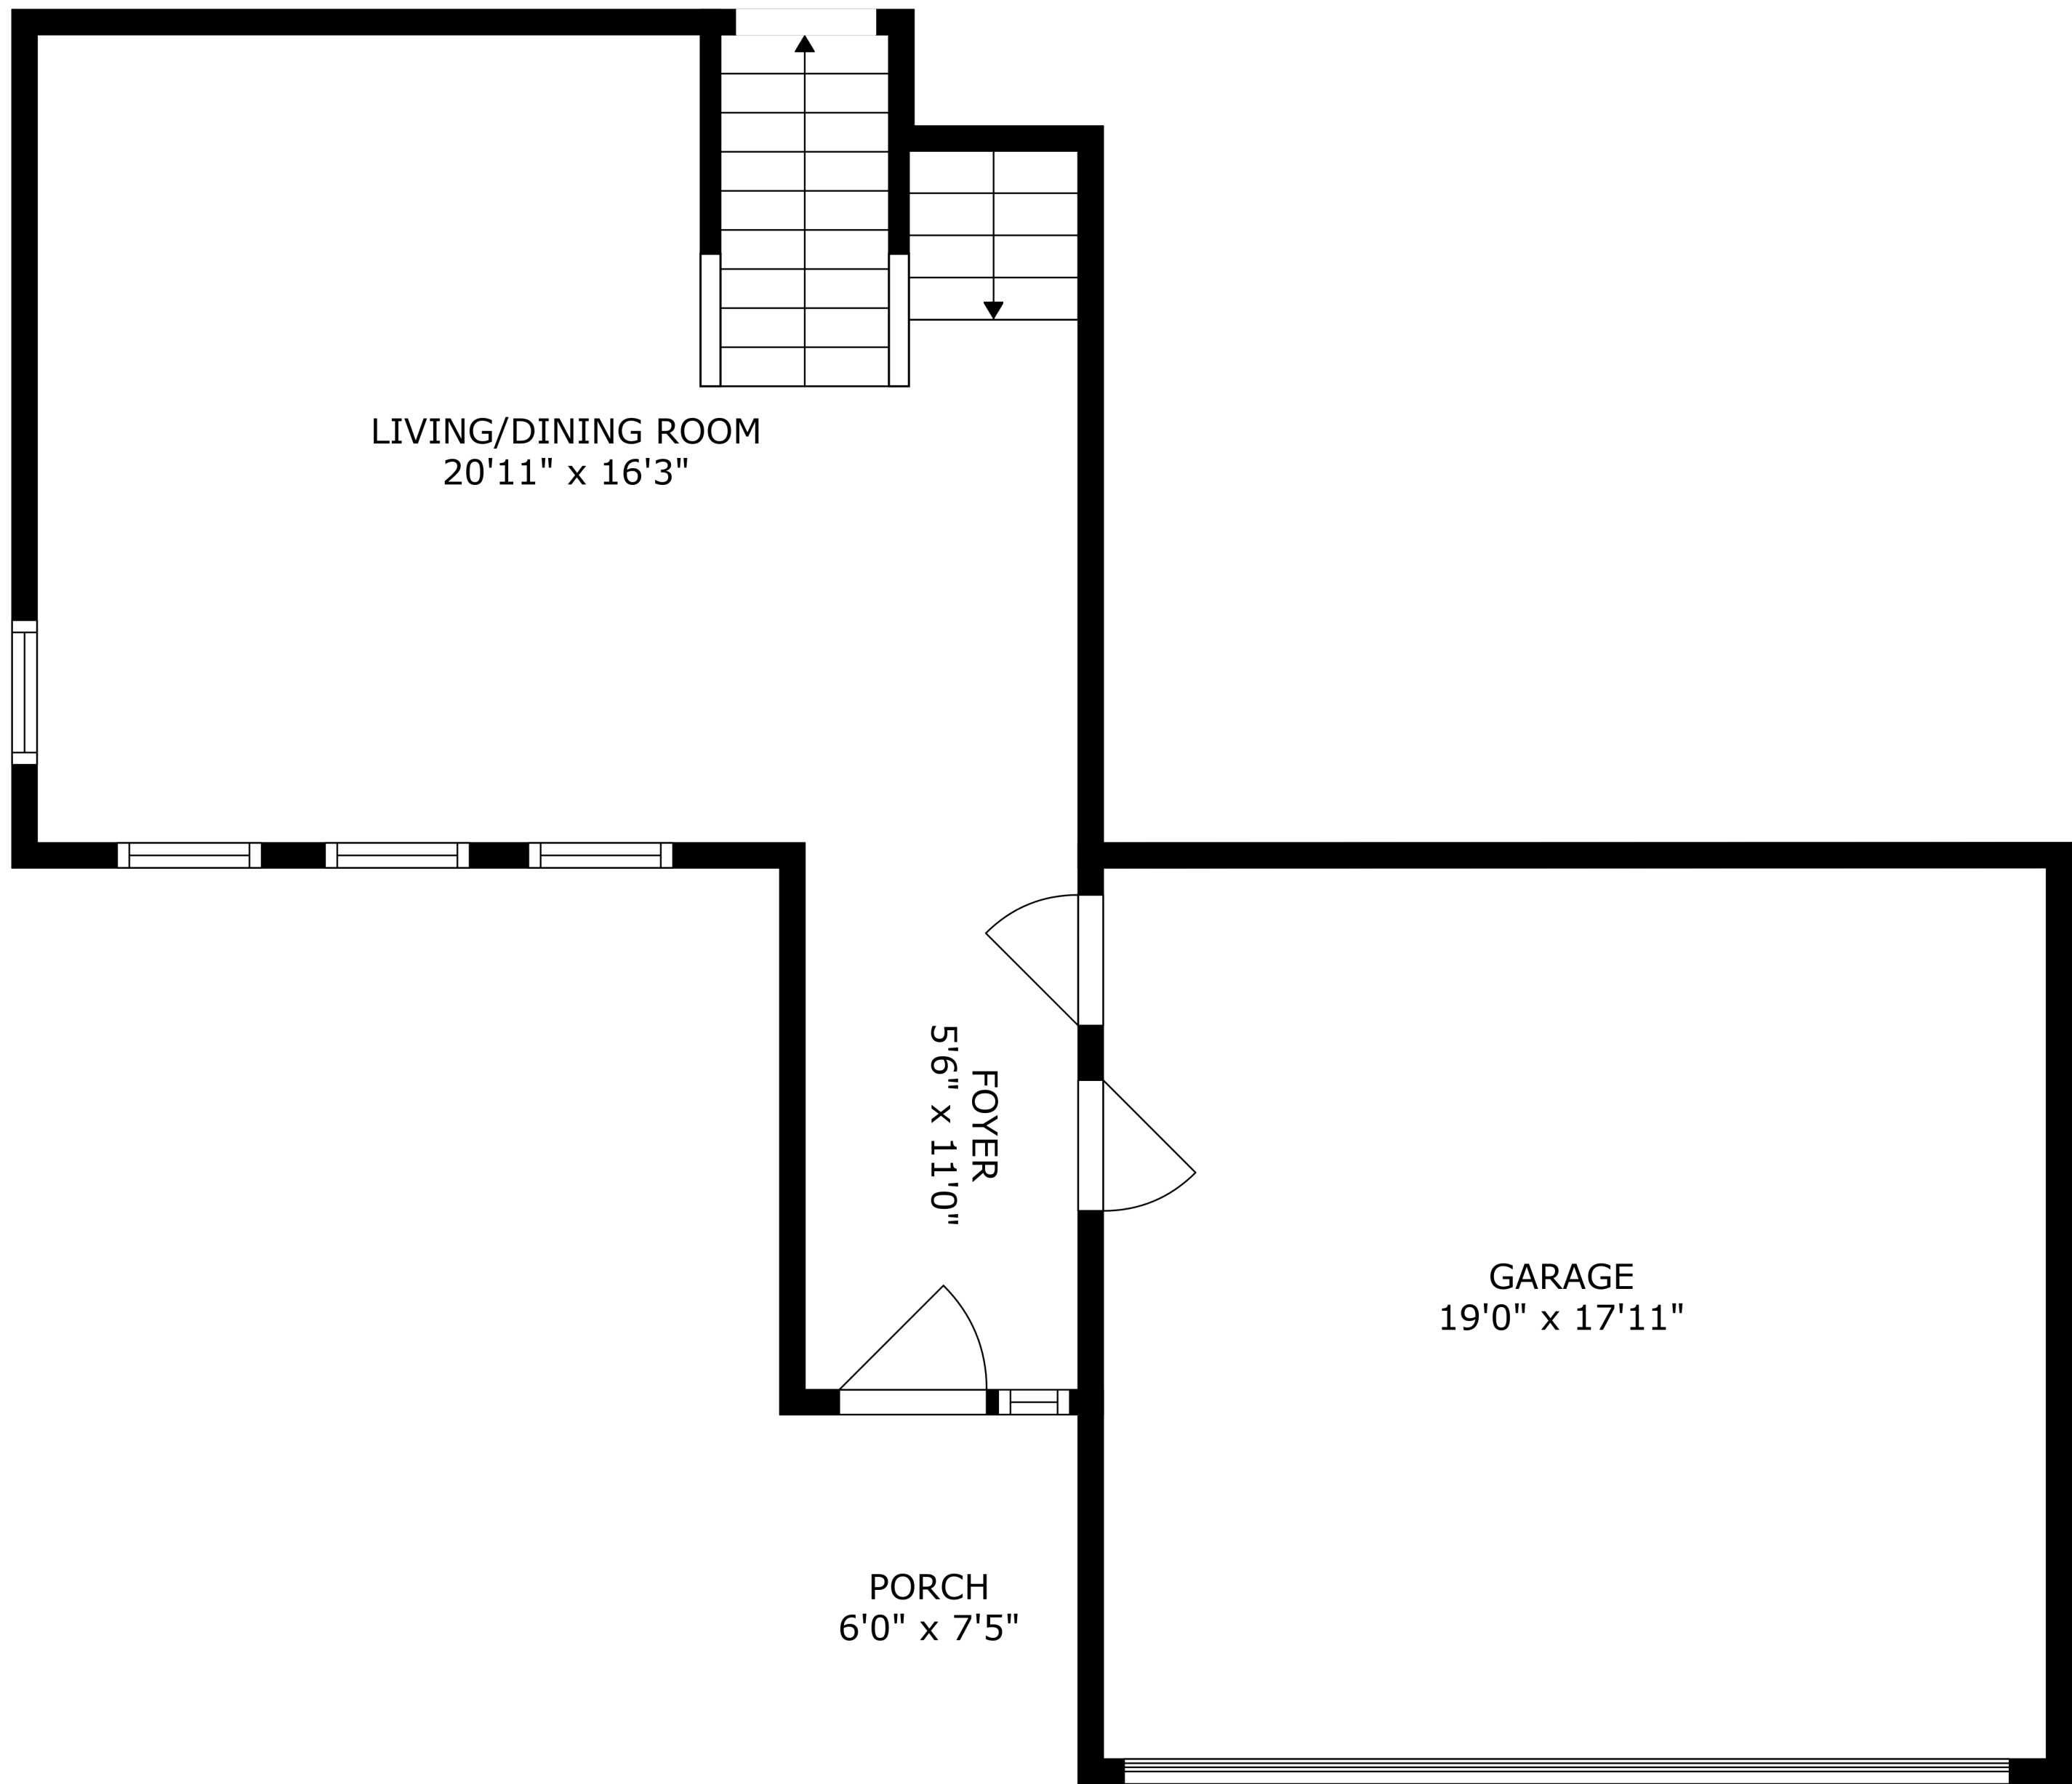 LIVING/DINING ROOM
20'11" x 16'3"
FOYER
5'6" x 11'0"
GARAGE
19'0" x 17'11"
PORCH
6'0" x 7'5"